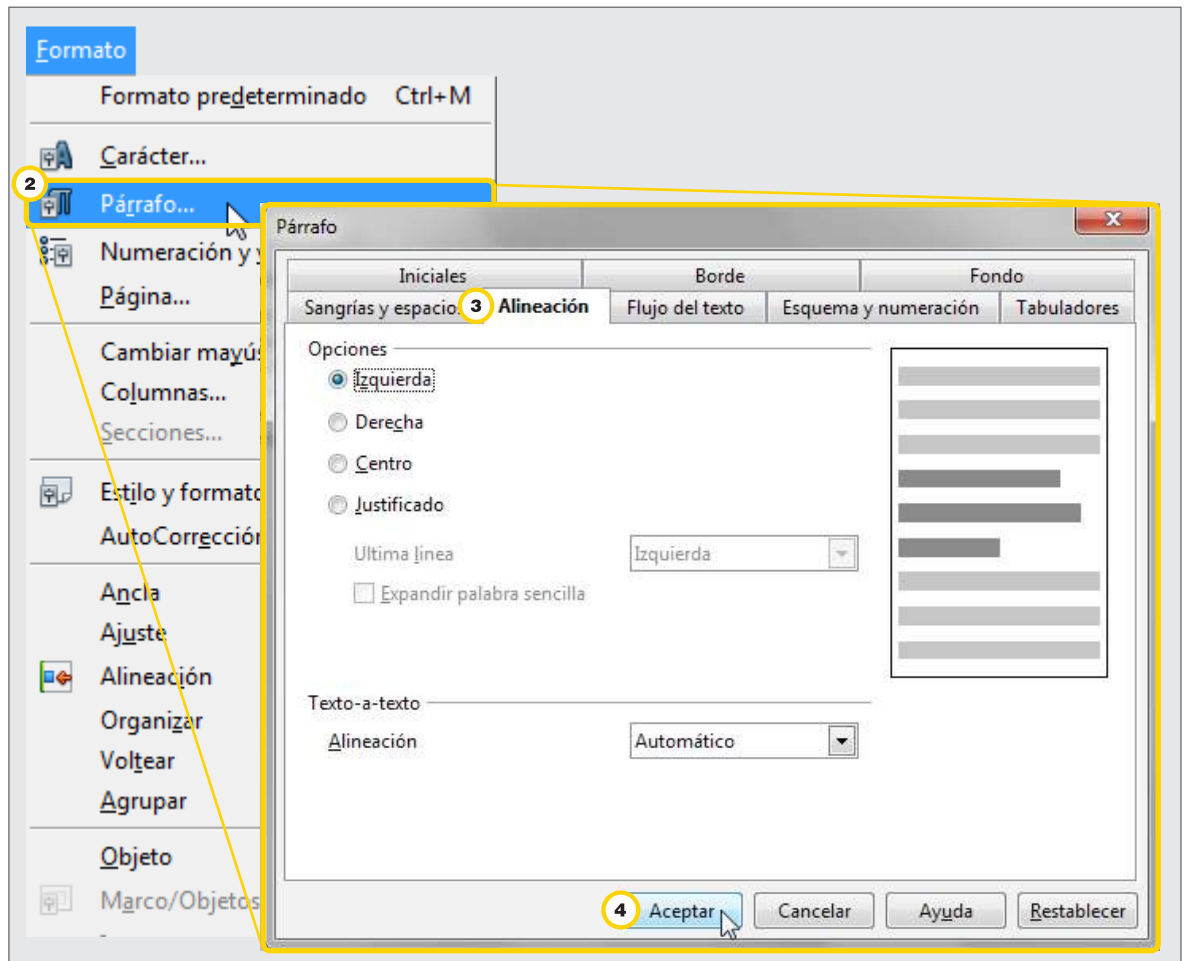 Formato
Formato predeterminado Ctrl+M
Carácter...
2
Párrafo...
Numeración y
Página...
Cambiar mayús
Columnas...
Secciones...
Estilo y formato
AutoCorrección
Ancla
Ajuste
Alineación
Organizar
Voltear
Agrupar
Objeto
Marco/Objetos
Párrafo
Iniciales Borde Fondo
Sangrías y espacio 3 Alineación Flujo del texto Esquema y numeración Tabuladores
Opciones
Izquierda
Derecha
Centro
Justificado
Ultima línea Izquierda
Expandir palabra sencilla
Texto-a-texto
Alineación Automático
4 Aceptar Cancelar Ayuda Restablecer